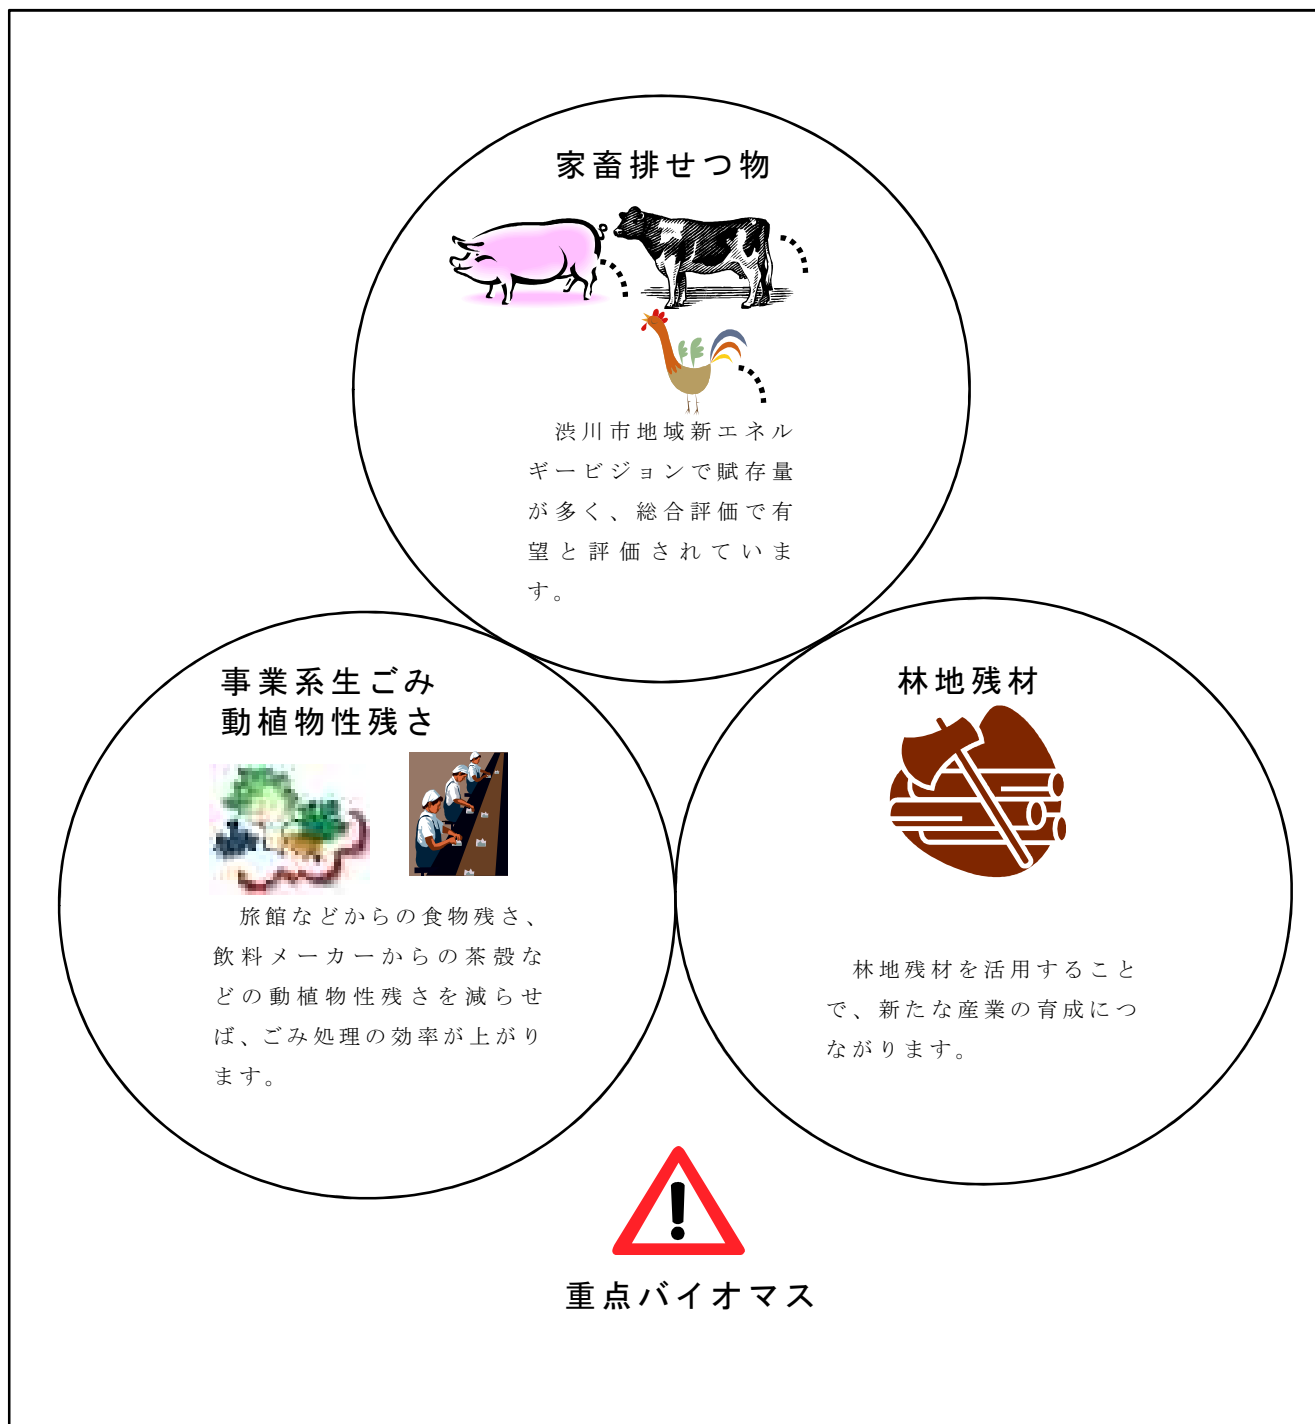 家畜排せつ物
渋川市地域新エネル
ギービジョンで賦存量
が多く、総合評価で有
望と評価されていま
す。
事業系生ごみ
動植物性残さ
旅館などからの食物残さ、
飲料メーカーからの茶殻な
どの動植物性残さを減らせ
ば、ごみ処理の効率が上がり
ます。
林地残材
林地残材を活用すること
で、新たな産業の育成につ
ながります。
重点バイオマス